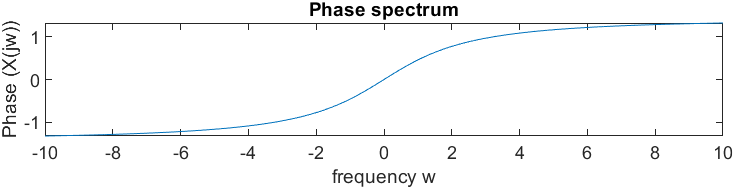 Phase spectrum
Phase (X(jw))
1
0
-1
-10 -8 -6 -4 -2 0 2 4 6 8 10
frequency w